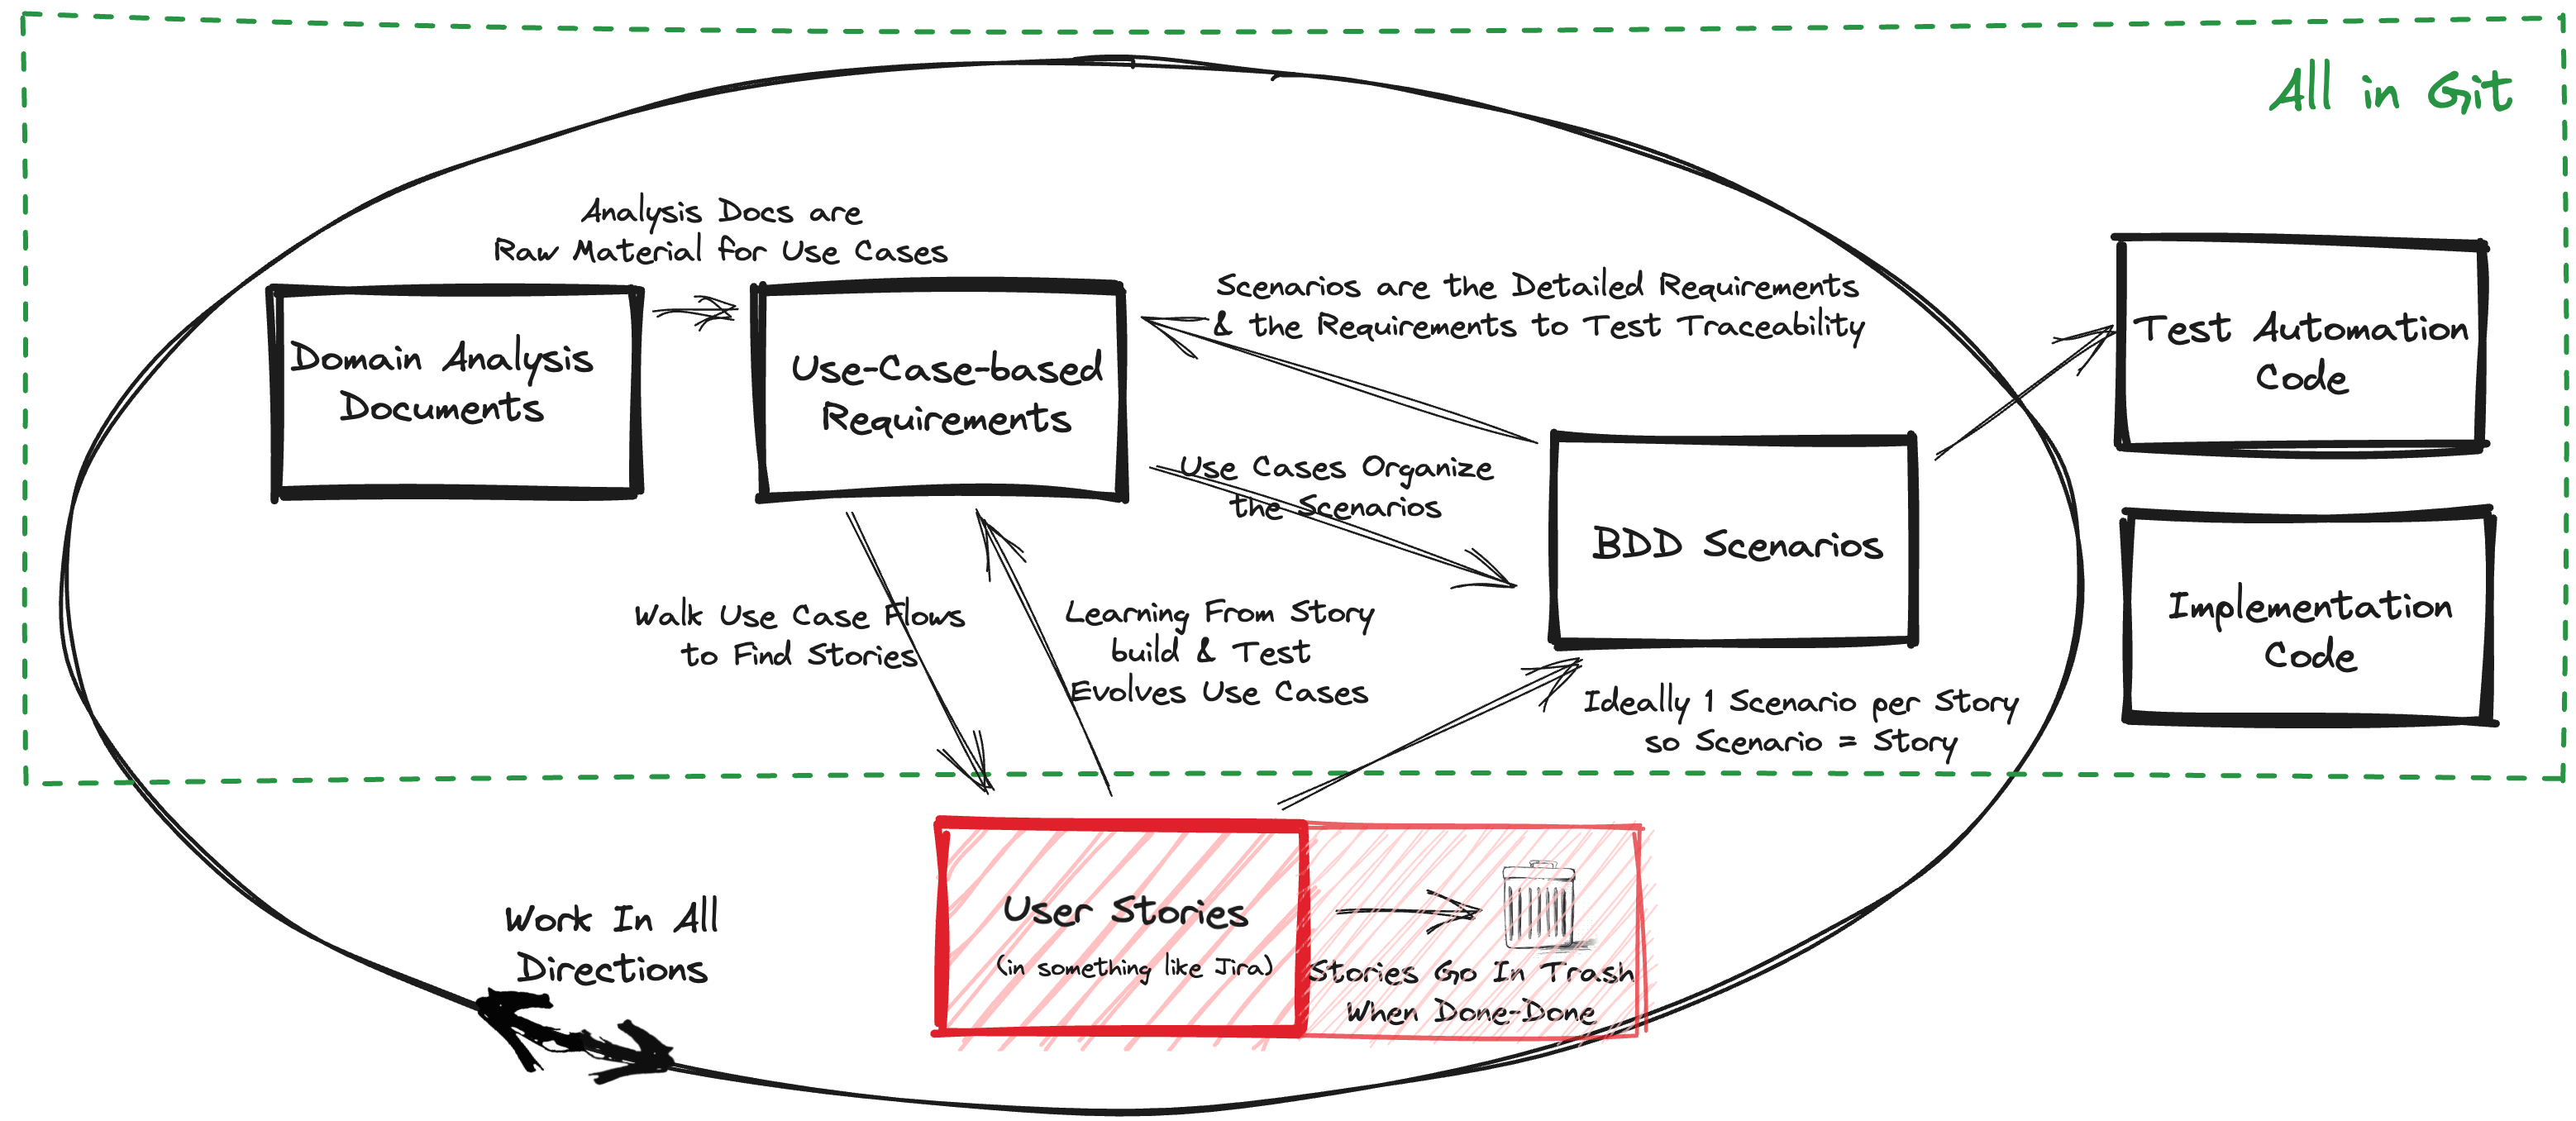 All in Git
Analysis Docs are
Raw Material for Use Cases
Domain Analysis
Documents
Use-Case-based
Requirements
Scenarios are the Detailed Requirements
& the Requirements to Test Traceability
Test Automation
Code
Use Cases Organize
the Scenarios
BDD Scenarios
Implementation
Code
Walk Use Case Flows
to Find Stories
Learning From Story
build & Test
Evolves Use Cases
Ideally 1 Scenario per Story
so Scenario = Story
User Stories
(in something like Jira)
Stories Go In Trash
When Done-Done
Work In All
Directions